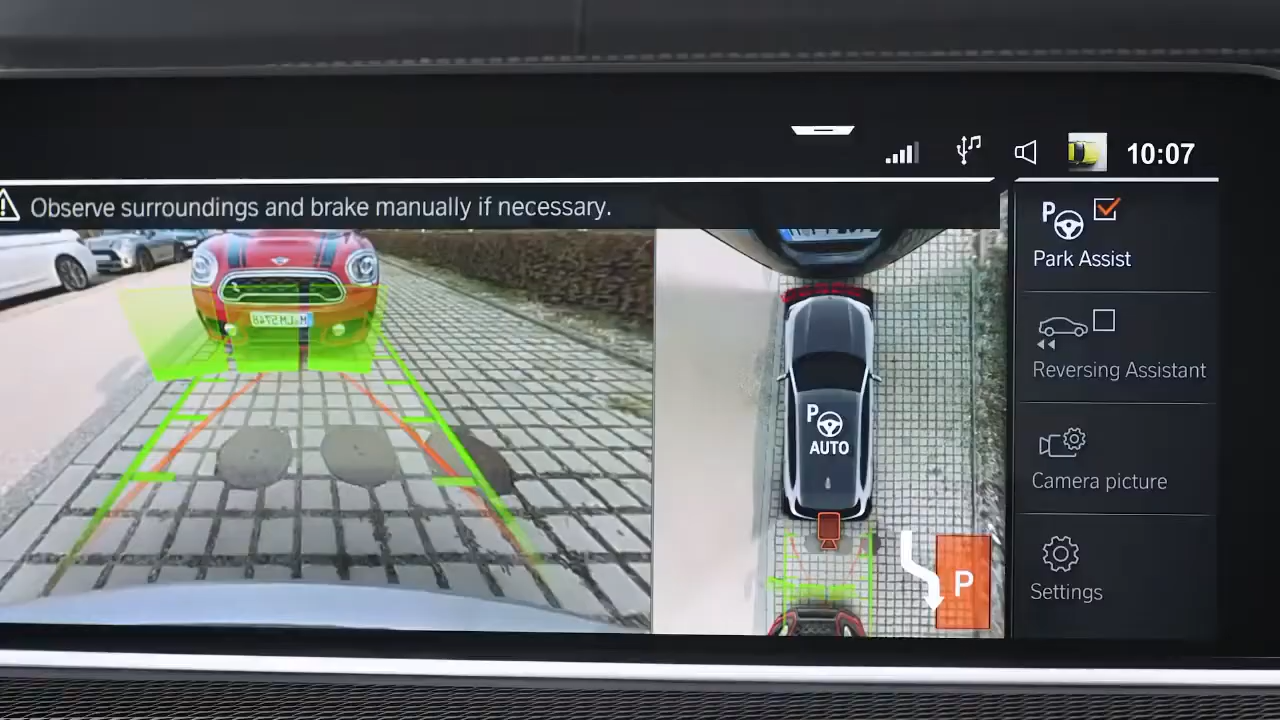 10:07
Observe surroundings and brake manually if necessary.
P
Park Assist
Reversing Assistant
Camera picture
Settings
P
AUTO
P